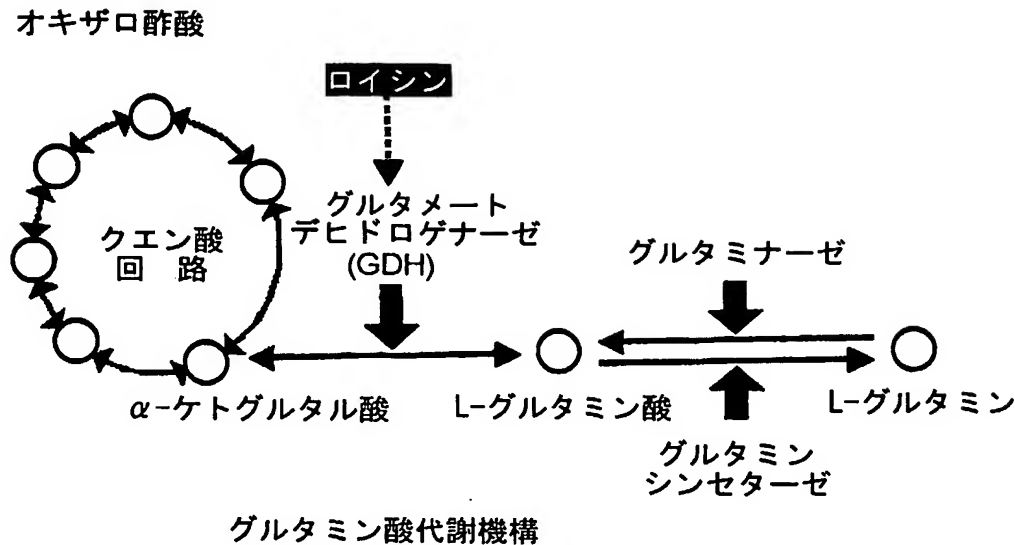 オキザロ酢酸
ロイシン
グルタメート
デヒドロゲナーゼ
(GDH)
クエン酸
回 路
グルタミナーゼ
α-ケトグルタル酸
L-グルタミン酸
L-グルタミン
グルタミン
シンセターゼ
グルタミン酸代謝機構